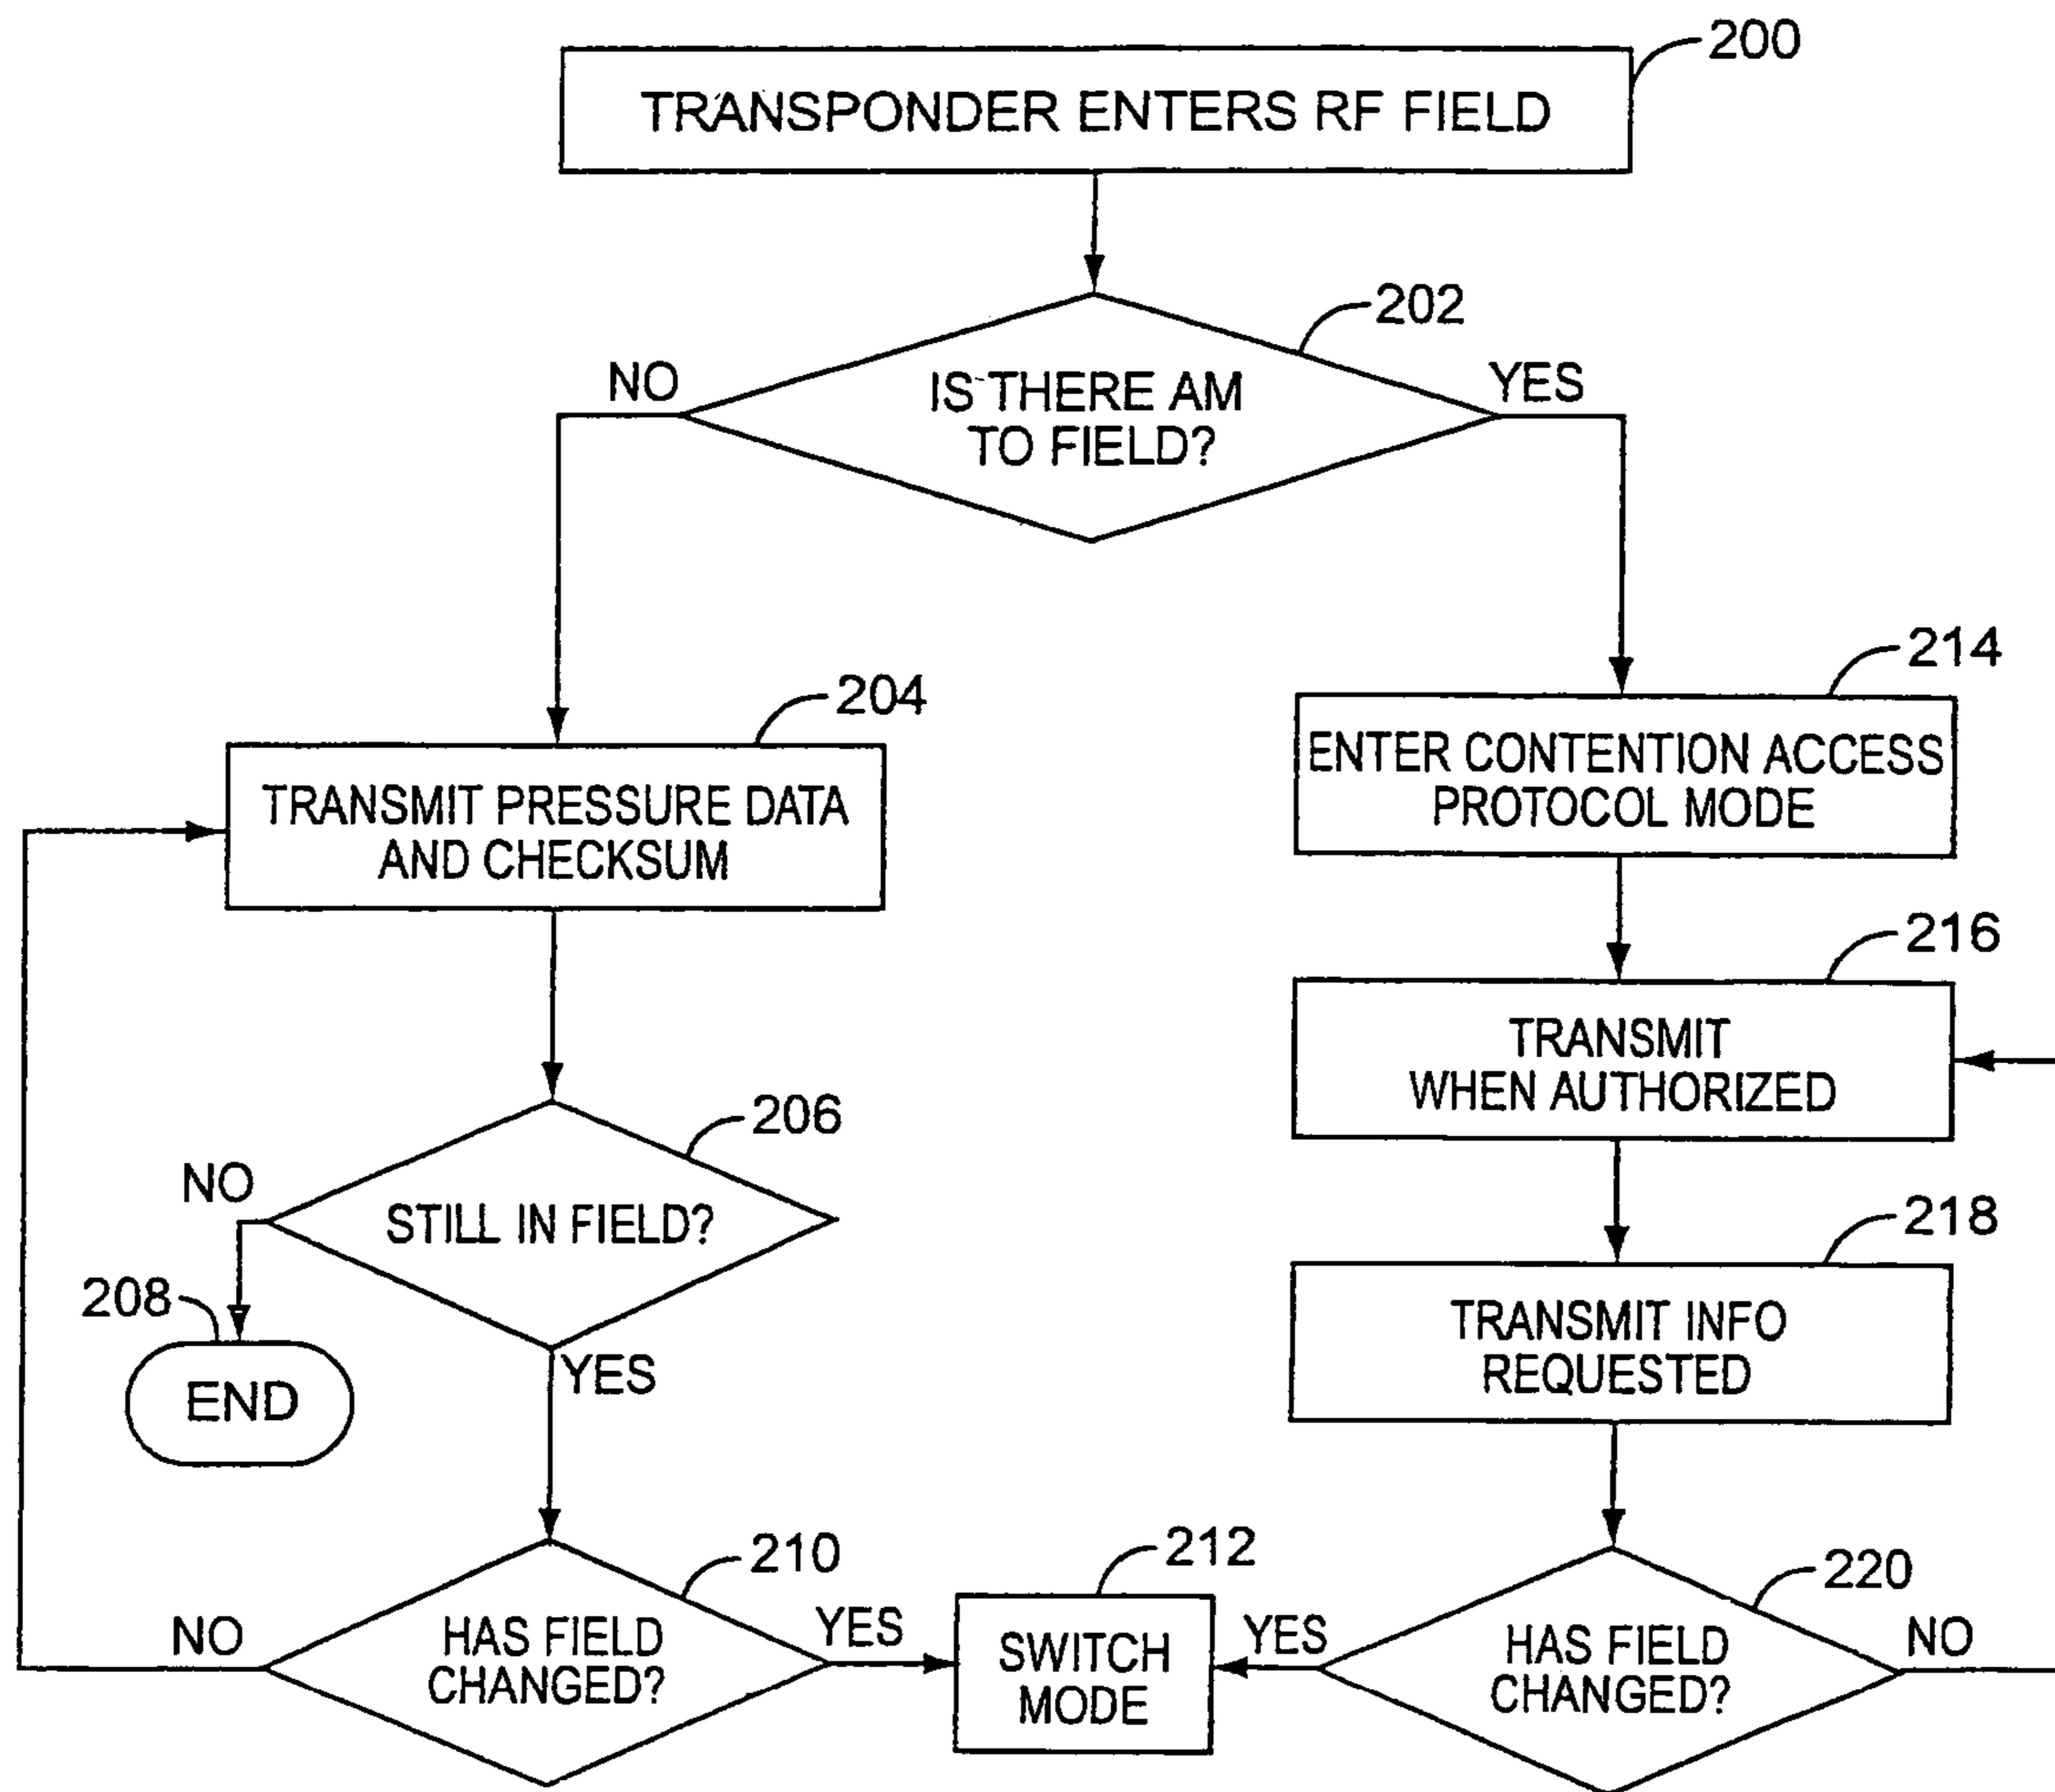 200
TRANSPONDER ENTERS RF FIELD
202
NO
YES
IS THERE AM
TO FIELD?
214
204
ENTER CONTENTION ACCESS
PROTOCOL MODE
TRANSMIT PRESSURE DATA
AND CHECKSUM
216
TRANSMIT
WHEN AUTHORIZED
206
NO
STILL IN FIELD?
218
208
END
YES
TRANSMIT INFO
REQUESTED
210
212
220
NO
HAS FIELD
CHANGED?
YES
SWITCH
MODE
YES
HAS FIELD
CHANGED?
NO